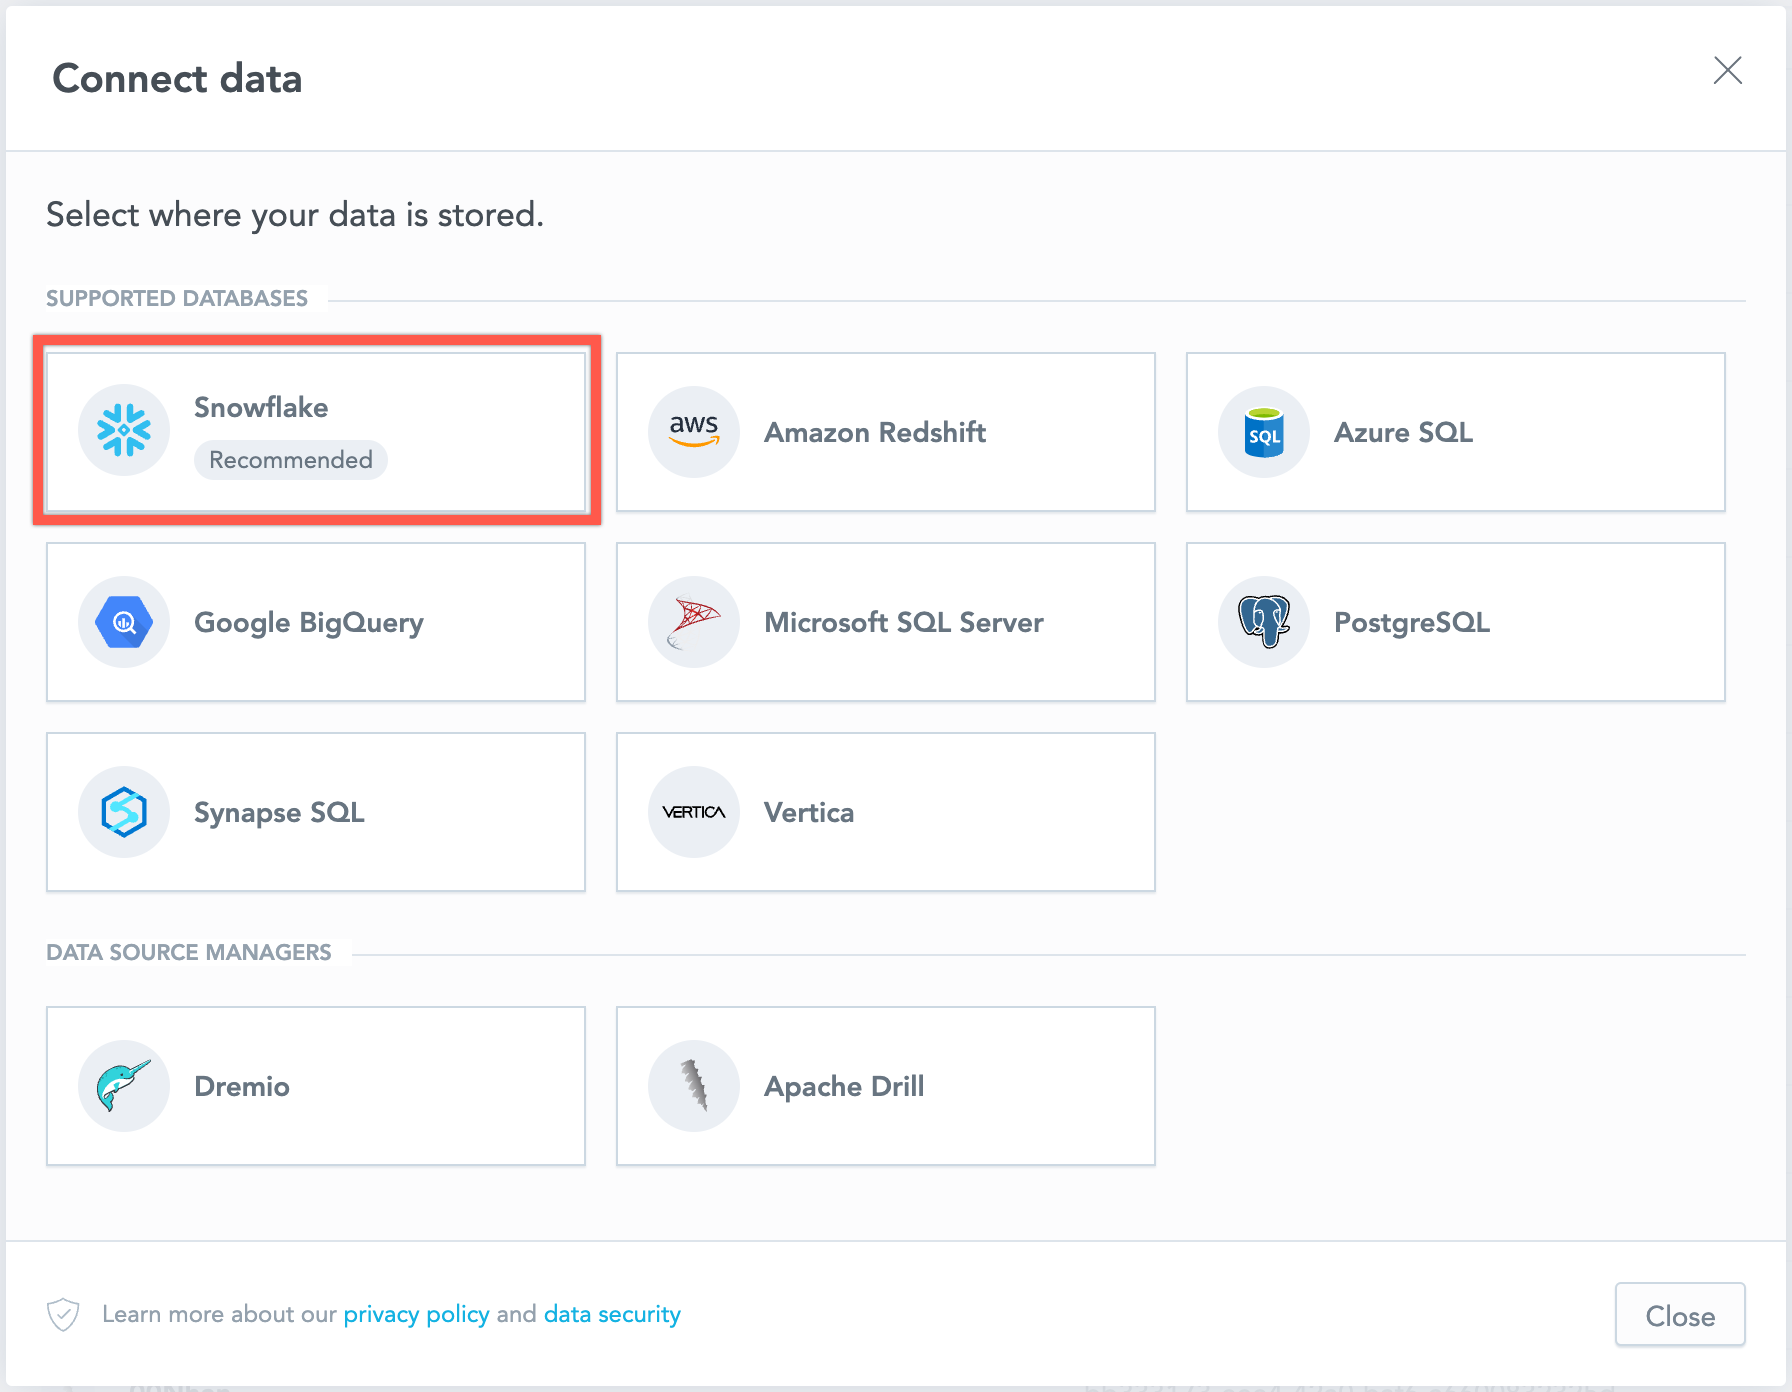 Connect data
Select where your data is stored.
SUPPORTED DATABASES
Snowflake
Recommended
aws
Amazon Redshift
SQL
Azure SQL
Google BigQuery
Microsoft SQL Server
PostgreSQL
Synapse SQL
VERTICA
Vertica
DATA SOURCE MANAGERS
Dremio
Apache Drill
Learn more about our privacy policy and data security
Close